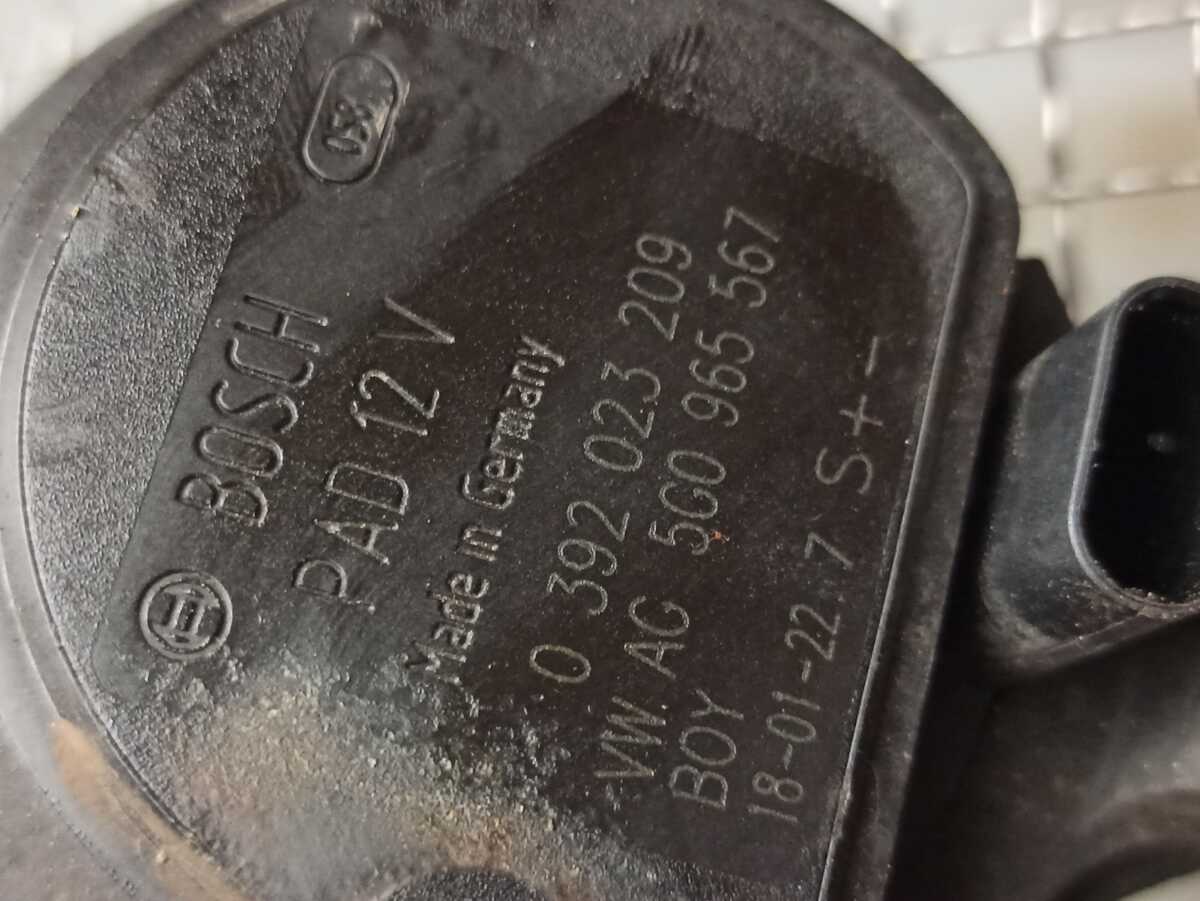 058
BOSCH
PAD 12 V
Made in Germany
0 392 023 209
VW. AG 5G0 965 567
BOY
18-01-22.7 S + -